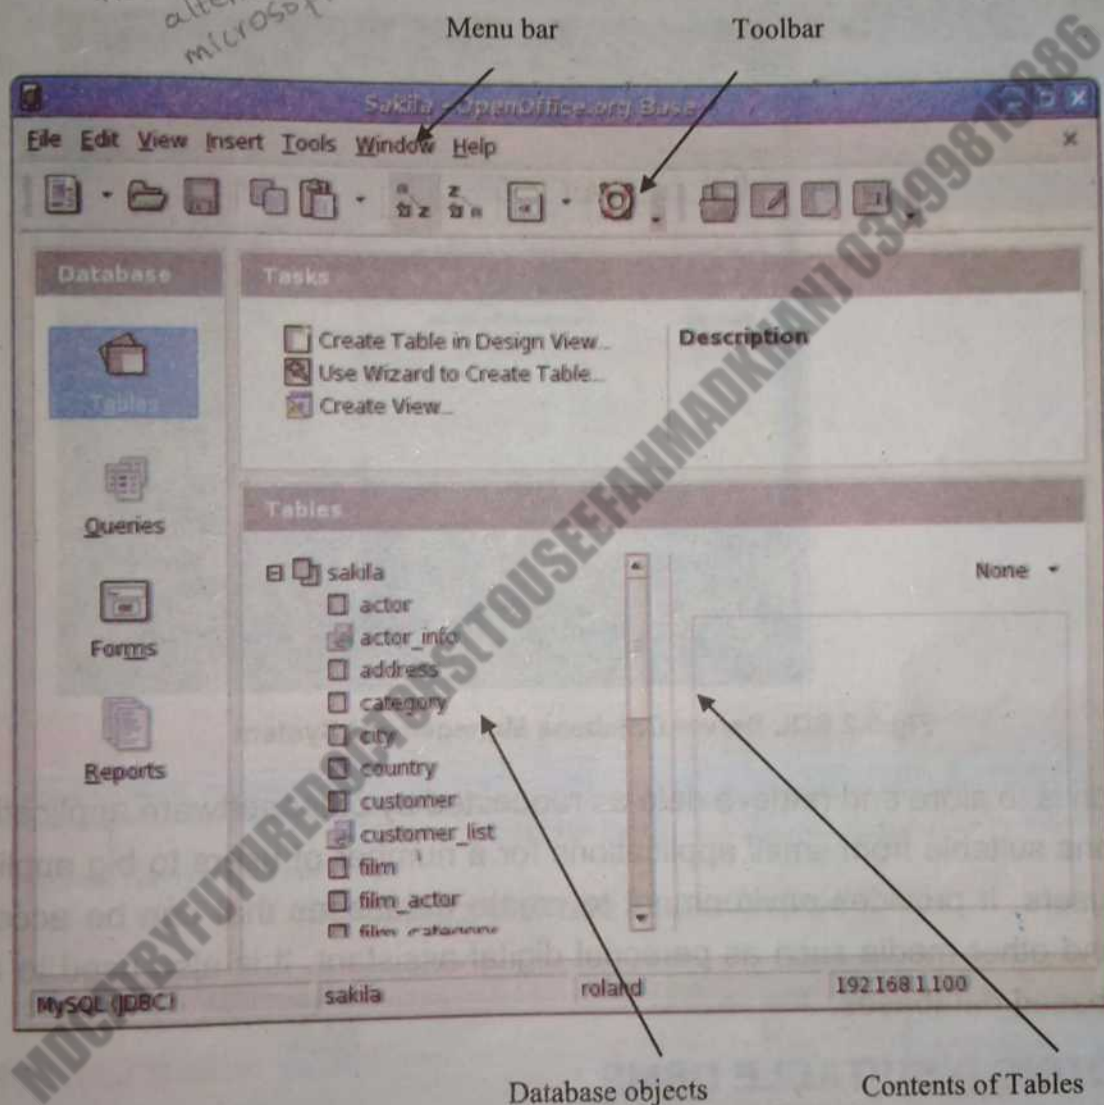 microsof
Menu bar Toolbar
Sakila - OpenOffice.org Base
File Edit View Insert Tools Window Help
Database
Tasks
Create Table in Design View...
Use Wizard to Create Table...
Create View...
Description
Tables
Queries
Forms
Reports
Tables
sakila
actor
actor_info
address
category
city
country
customer
customer_list
film
film_actor
film_category
None
MySQL (JDBC) sakila roland 192.168.1.100
Database objects Contents of Tables